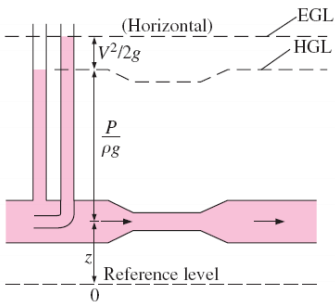 EGL
(Horizontal)
V²/2g
HGL
P
ρg
z
Reference level
0